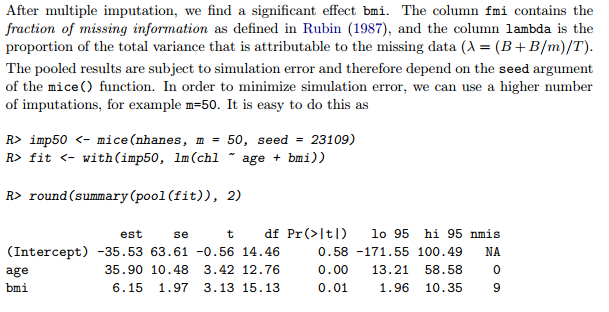 After multiple imputation, we find a significant effect bmi. The column fmi contains the
fraction of missing information as defined in Rubin (1987), and the column lambda is the
proportion of the total variance that is attributable to the missing data (λ = (B + B/m)/T).
The pooled results are subject to simulation error and therefore depend on the seed argument
of the mice() function. In order to minimize simulation error, we can use a higher number
of imputations, for example m=50. It is easy to do this as
R> imp50 <- mice(nhanes, m = 50, seed = 23109)
R> fit <- with(imp50, lm(chl ~ age + bmi))
R> round(summary(pool(fit)), 2)
est se t df Pr(>|t|) lo 95 hi 95 nmis
(Intercept) -35.53 63.61 -0.56 14.46 0.58 -171.55 100.49 NA
age 35.90 10.48 3.42 12.76 0.00 13.21 58.58 0
bmi 6.15 1.97 3.13 15.13 0.01 1.96 10.35 9